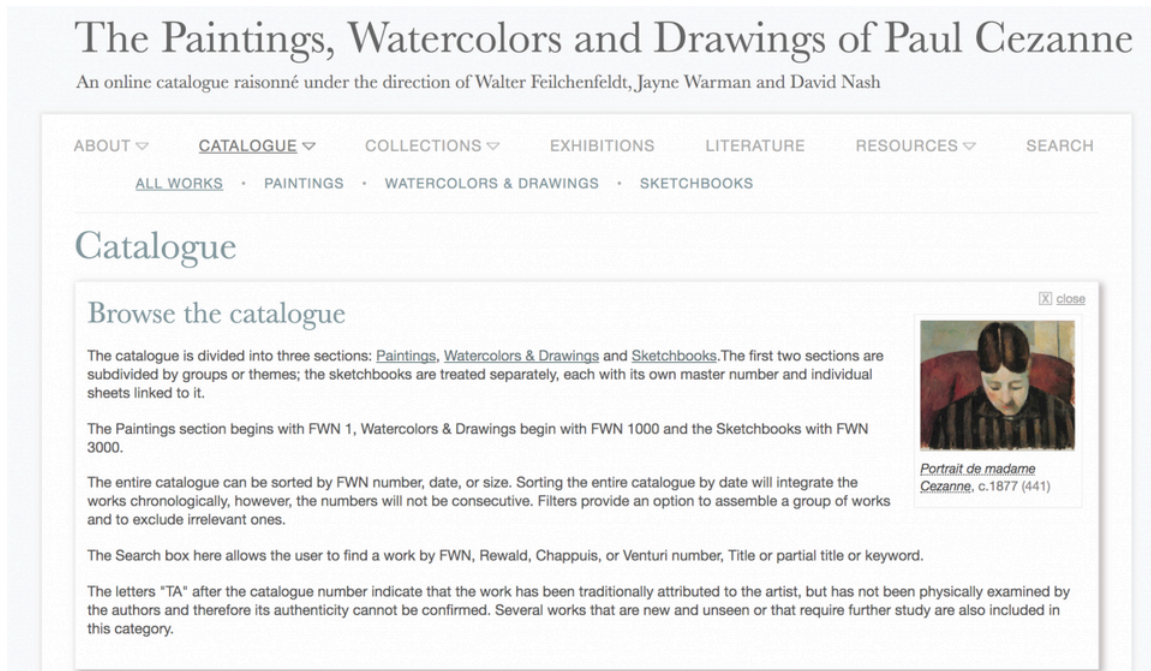 The Paintings, Watercolors and Drawings of Paul Cezanne
An online catalogue raisonné under the direction of Walter Feilchenfeldt, Jayne Warman and David Nash
ABOUT CATALOGUE COLLECTIONS EXHIBITIONS LITERATURE RESOURCES SEARCH
ALL WORKS • PAINTINGS • WATERCOLORS & DRAWINGS • SKETCHBOOKS
Catalogue
X close
Browse the catalogue
The catalogue is divided into three sections: Paintings, Watercolors & Drawings and Sketchbooks.The first two sections are
subdivided by groups or themes; the sketchbooks are treated separately, each with its own master number and individual
sheets linked to it.
The Paintings section begins with FWN 1, Watercolors & Drawings begin with FWN 1000 and the Sketchbooks with FWN
3000.
The entire catalogue can be sorted by FWN number, date, or size. Sorting the entire catalogue by date will integrate the
works chronologically, however, the numbers will not be consecutive. Filters provide an option to assemble a group of works
and to exclude irrelevant ones.
The Search box here allows the user to find a work by FWN, Rewald, Chappuis, or Venturi number, Title or partial title or keyword.
The letters "TA" after the catalogue number indicate that the work has been traditionally attributed to the artist, but has not been physically examined by
the authors and therefore its authenticity cannot be confirmed. Several works that are new and unseen or that require further study are also included in
this category.
Portrait de madame
Cezanne, c.1877 (441)